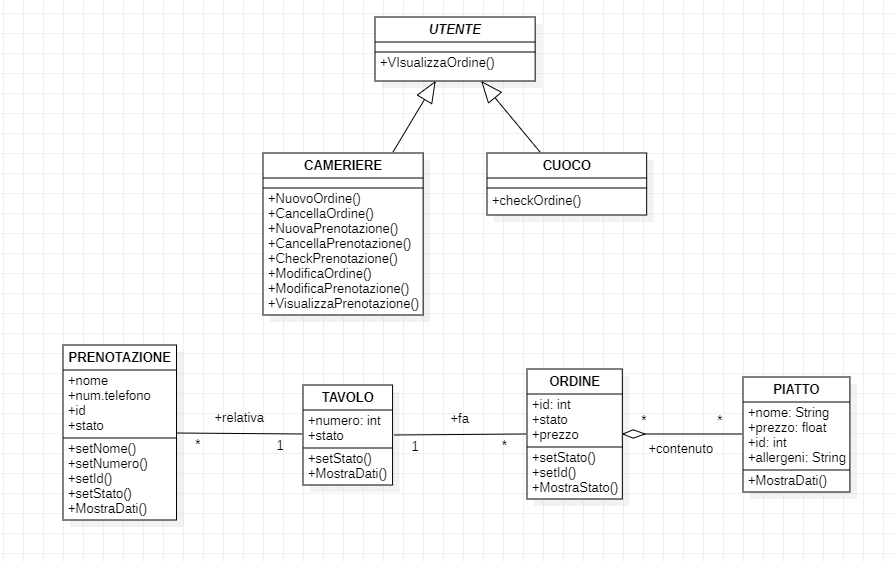 UTENTE
+VIsualizzaOrdine()
CAMERIERE
+NuovoOrdine()
+CancellaOrdine()
+NuovaPrenotazione()
+CancellaPrenotazione()
+CheckPrenotazione()
+ModificaOrdine()
+ModificaPrenotazione()
+VisualizzaPrenotazione()
CUOCO
+checkOrdine()
PRENOTAZIONE
+nome
+num.telefono
+id
+stato
+setNome()
+setNumero()
+setId()
+setStato()
+MostraDati()
+relativa
*
1
TAVOLO
+numero: int
+stato
+setStato()
+MostraDati()
+fa
1
*
ORDINE
+id: int
+stato
+prezzo
+setStato()
+setId()
+MostraStato()
*
*
+contenuto
PIATTO
+nome: String
+prezzo: float
+id: int
+allergeni: String
+MostraDati()